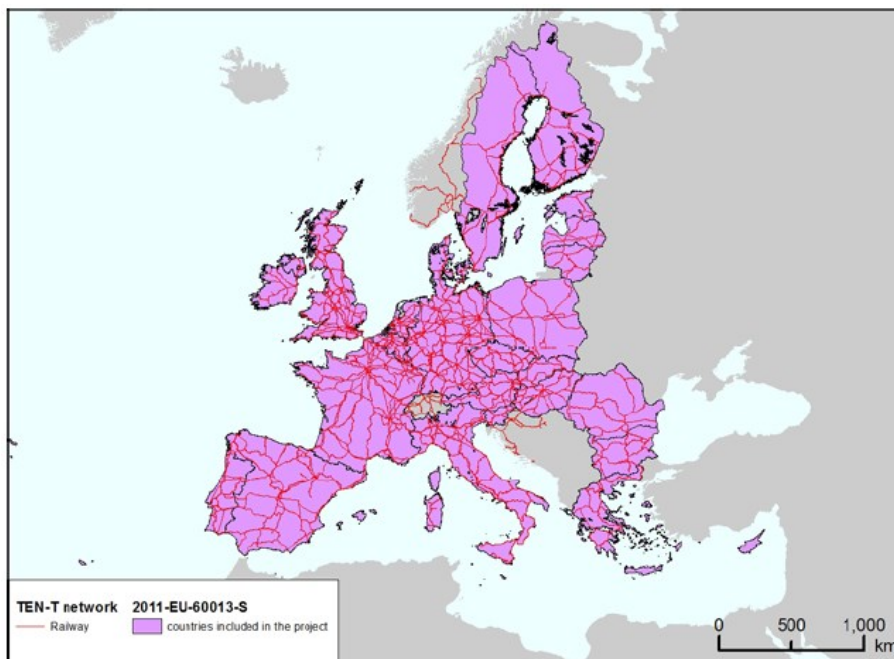 TEN-T network 2011-EU-60013-S
Railway countries included in the project
0 500 1,000
km